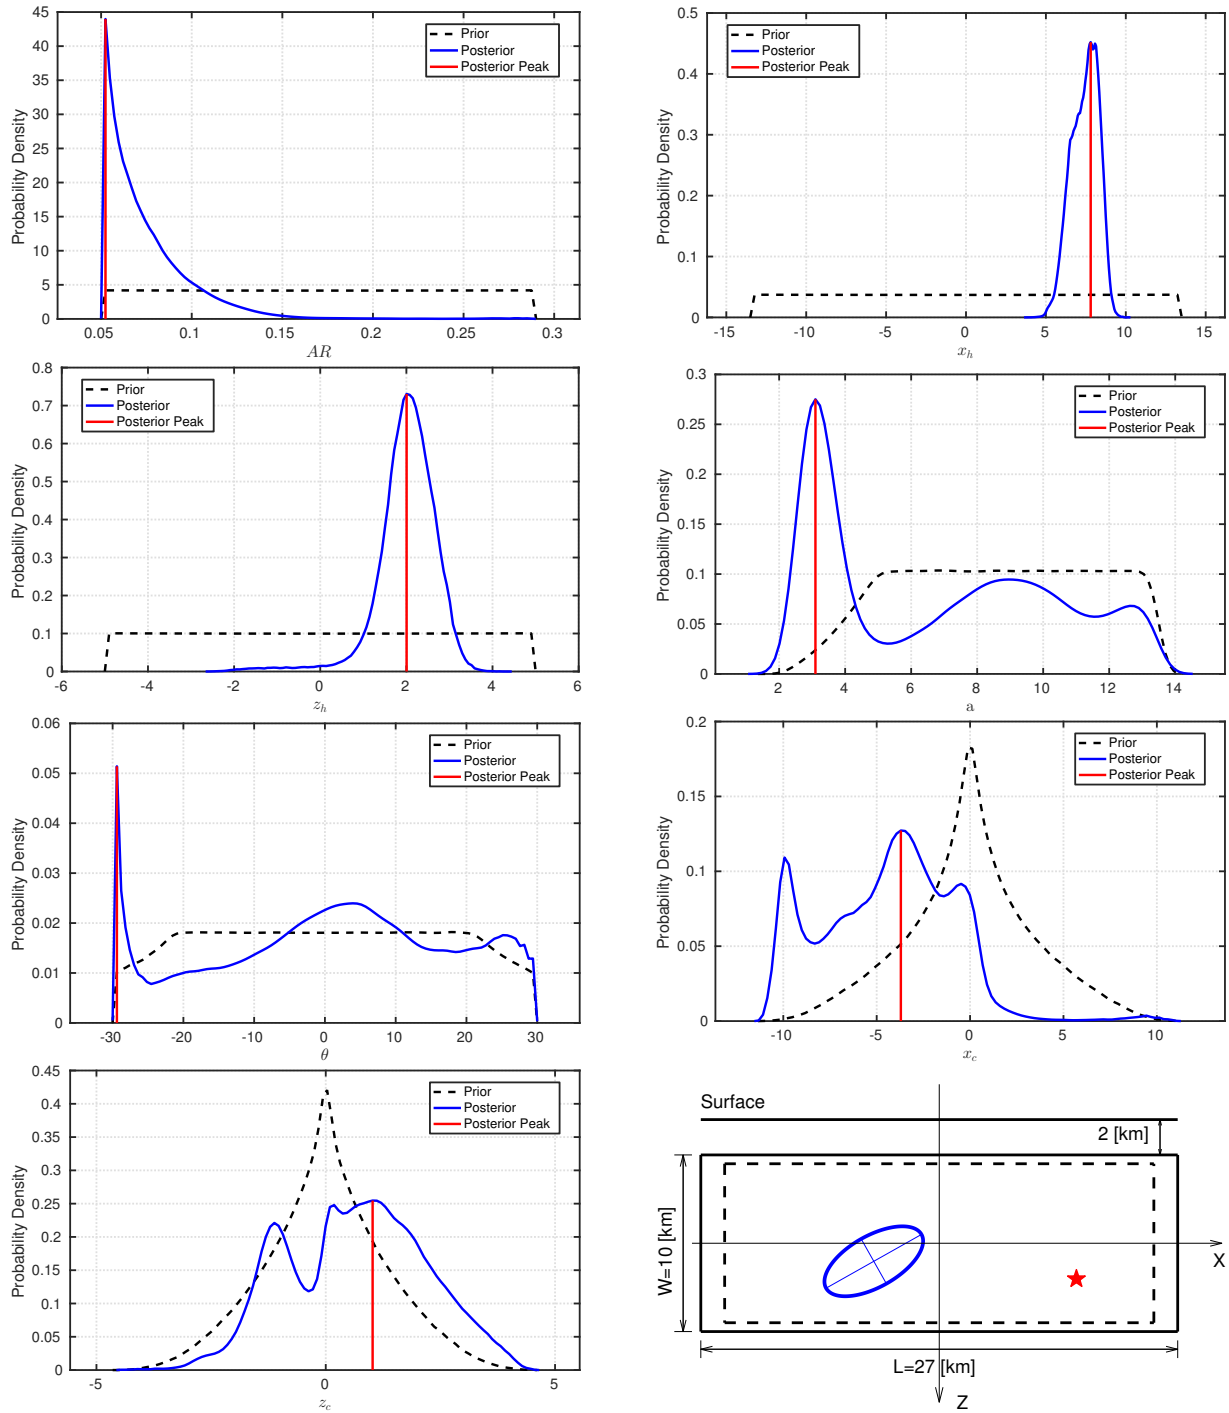 45
40
35
30
25
20
15
10
5
0
Probability Density
0.05 0.1 0.15 0.2 0.25 0.3
AR
Prior
Posterior
Posterior Peak
0.5
0.4
0.3
0.2
0.1
0
Probability Density
-15 -10 -5 0 5 10 15
x_h
Prior
Posterior
Posterior Peak
0.8
0.7
0.6
0.5
0.4
0.3
0.2
0.1
0
Probability Density
-6 -4 -2 0 2 4 6
z_h
Prior
Posterior
Posterior Peak
0.3
0.25
0.2
0.15
0.1
0.05
0
Probability Density
2 4 6 8 10 12 14
a
Prior
Posterior
Posterior Peak
0.06
0.05
0.04
0.03
0.02
0.01
0
Probability Density
-30 -20 -10 0 10 20 30
θ
Prior
Posterior
Posterior Peak
0.2
0.15
0.1
0.05
0
Probability Density
-10 -5 0 5 10
x_c
Prior
Posterior
Posterior Peak
0.45
0.4
0.35
0.3
0.25
0.2
0.15
0.1
0.05
0
Probability Density
-5 0 5
z_c
Prior
Posterior
Posterior Peak
Surface
2 [km]
W=10 [km]
X
L=27 [km]
Z